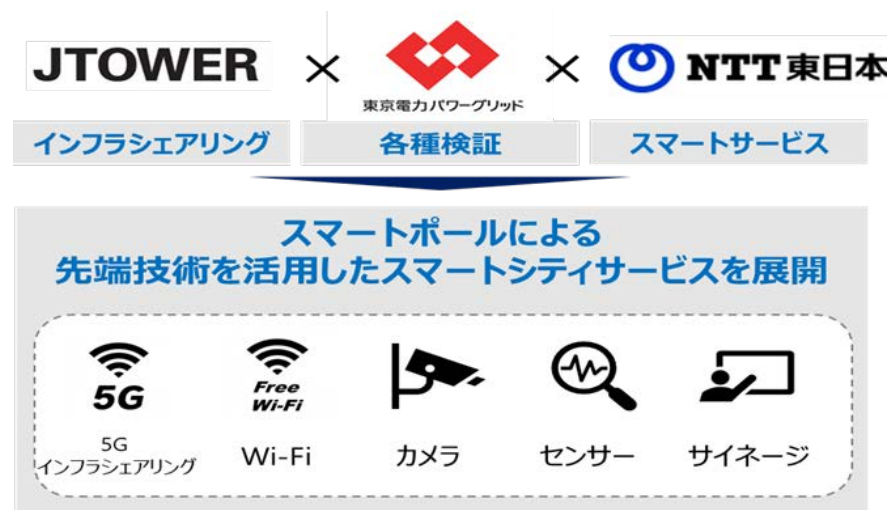 JTOWER × 東京電力パワーグリッド × NTT東日本
インフラシェアリング 各種検証 スマートサービス
スマートポールによる
先端技術を活用したスマートシティサービスを展開
5G
Free
Wi-Fi
5G
インフラシェアリング
Wi-Fi
カメラ
センサー
サイネージ